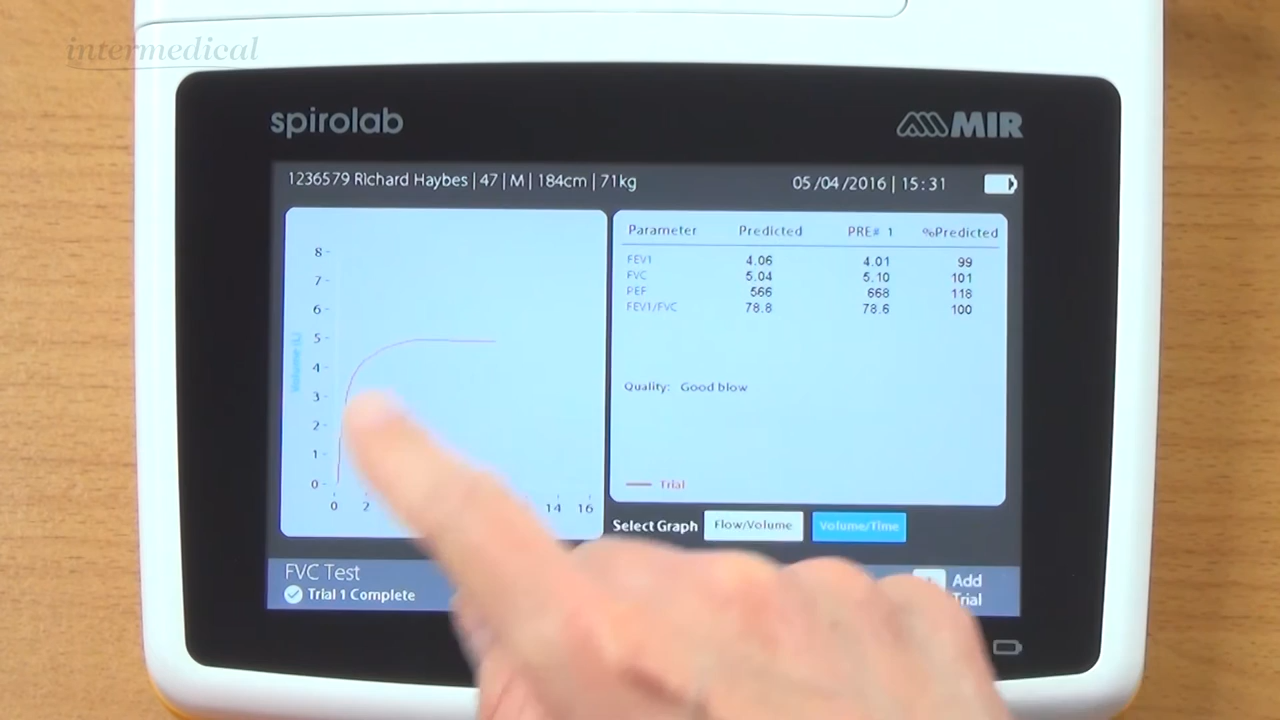 intermedical
spirolab
MIR
1236579 Richard Haybes | 47 | M | 184cm | 71kg
05/04/2016 | 15:31
8
7
6
5
4
3
2
1
0
Volume (L)
0 2 14 16
Parameter Predicted PRE# 1 %Predicted
FEV1 4.06 4.01 99
FVC 5.04 5.10 101
PEF 566 668 118
FEV1/FVC 78.8 78.6 100
Quality: Good blow
Trial
Select Graph Flow/Volume Volume/Time
FVC Test
Trial 1 Complete
Add
Trial